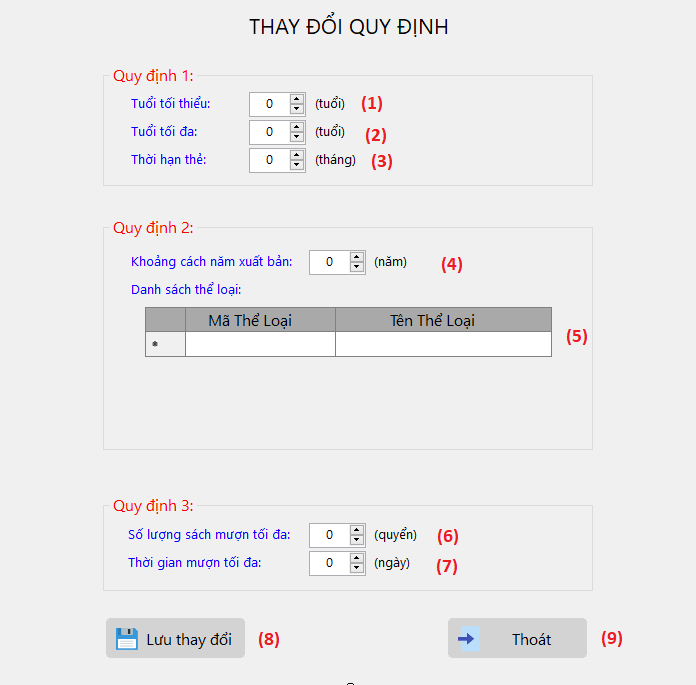 THAY ĐỔI QUY ĐỊNH
Quy định 1:
Tuổi tối thiểu: 0 (tuổi) (1)
Tuổi tối đa: 0 (tuổi) (2)
Thời hạn thẻ: 0 (tháng) (3)
Quy định 2:
Khoảng cách năm xuất bản: 0 (năm) (4)
Danh sách thể loại:
Mã Thể Loại Tên Thể Loại
* (5)
Quy định 3:
Số lượng sách mượn tối đa: 0 (quyển) (6)
Thời gian mượn tối đa: 0 (ngày) (7)
Lưu thay đổi (8) Thoát (9)